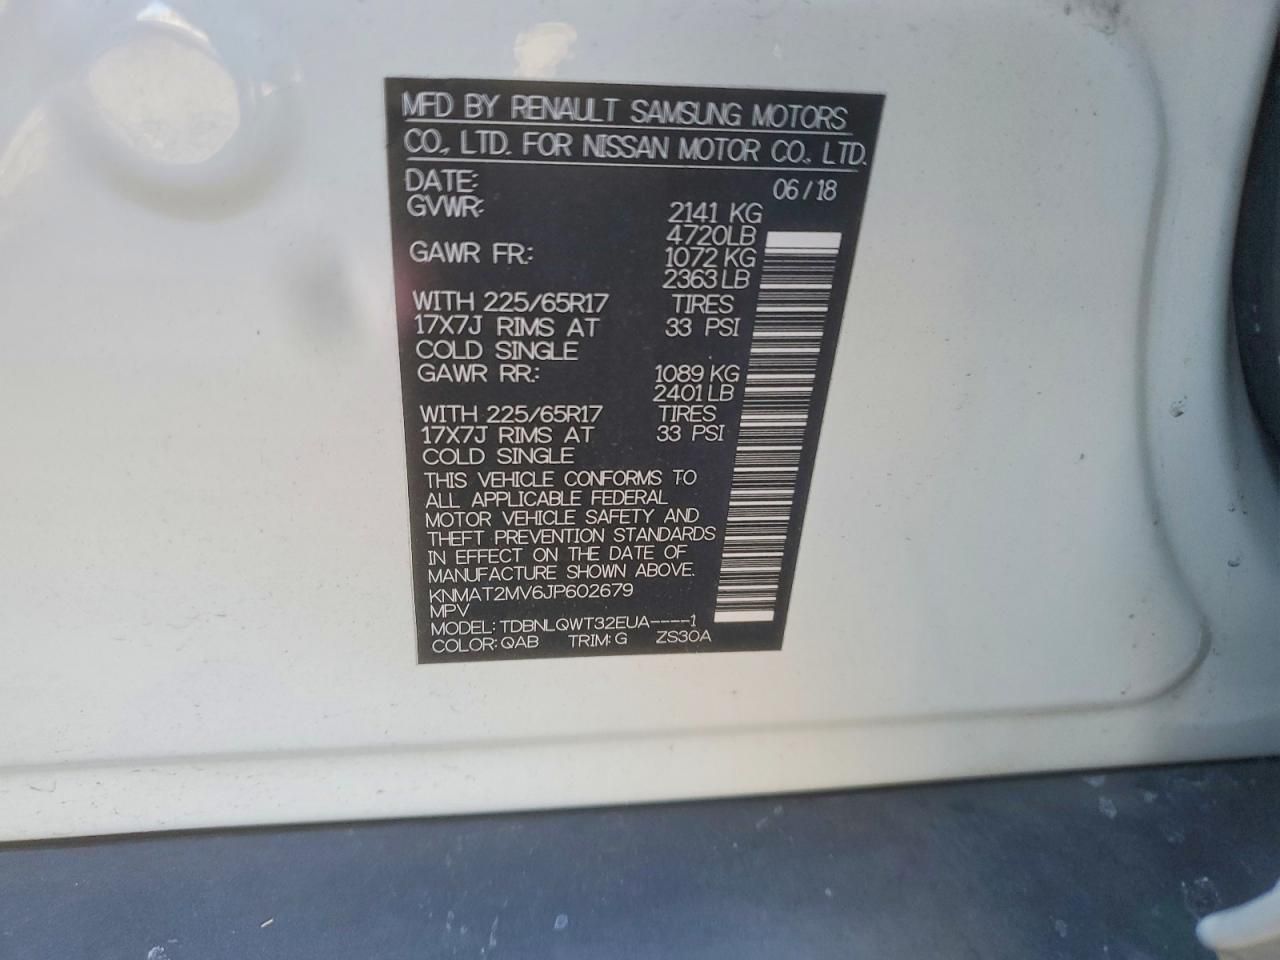 MFD BY RENAULT SAMSUNG MOTORS
CO., LTD. FOR NISSAN MOTOR CO., LTD.
DATE: 06/18
GVWR: 2141 KG
4720LB
GAWR FR: 1072 KG
2363 LB
WITH 225/65R17 TIRES
17X7J RIMS AT 33 PSI
COLD SINGLE
GAWR RR: 1089 KG
2401 LB
WITH 225/65R17 TIRES
17X7J RIMS AT 33 PSI
COLD SINGLE
THIS VEHICLE CONFORMS TO
ALL APPLICABLE FEDERAL
MOTOR VEHICLE SAFETY AND
THEFT PREVENTION STANDARDS
IN EFFECT ON THE DATE OF
MANUFACTURE SHOWN ABOVE.
KNMAT2MV6JP602679
MPV
MODEL: TDBNLQWT32EUA----1
COLOR: QAB TRIM: G ZS30A